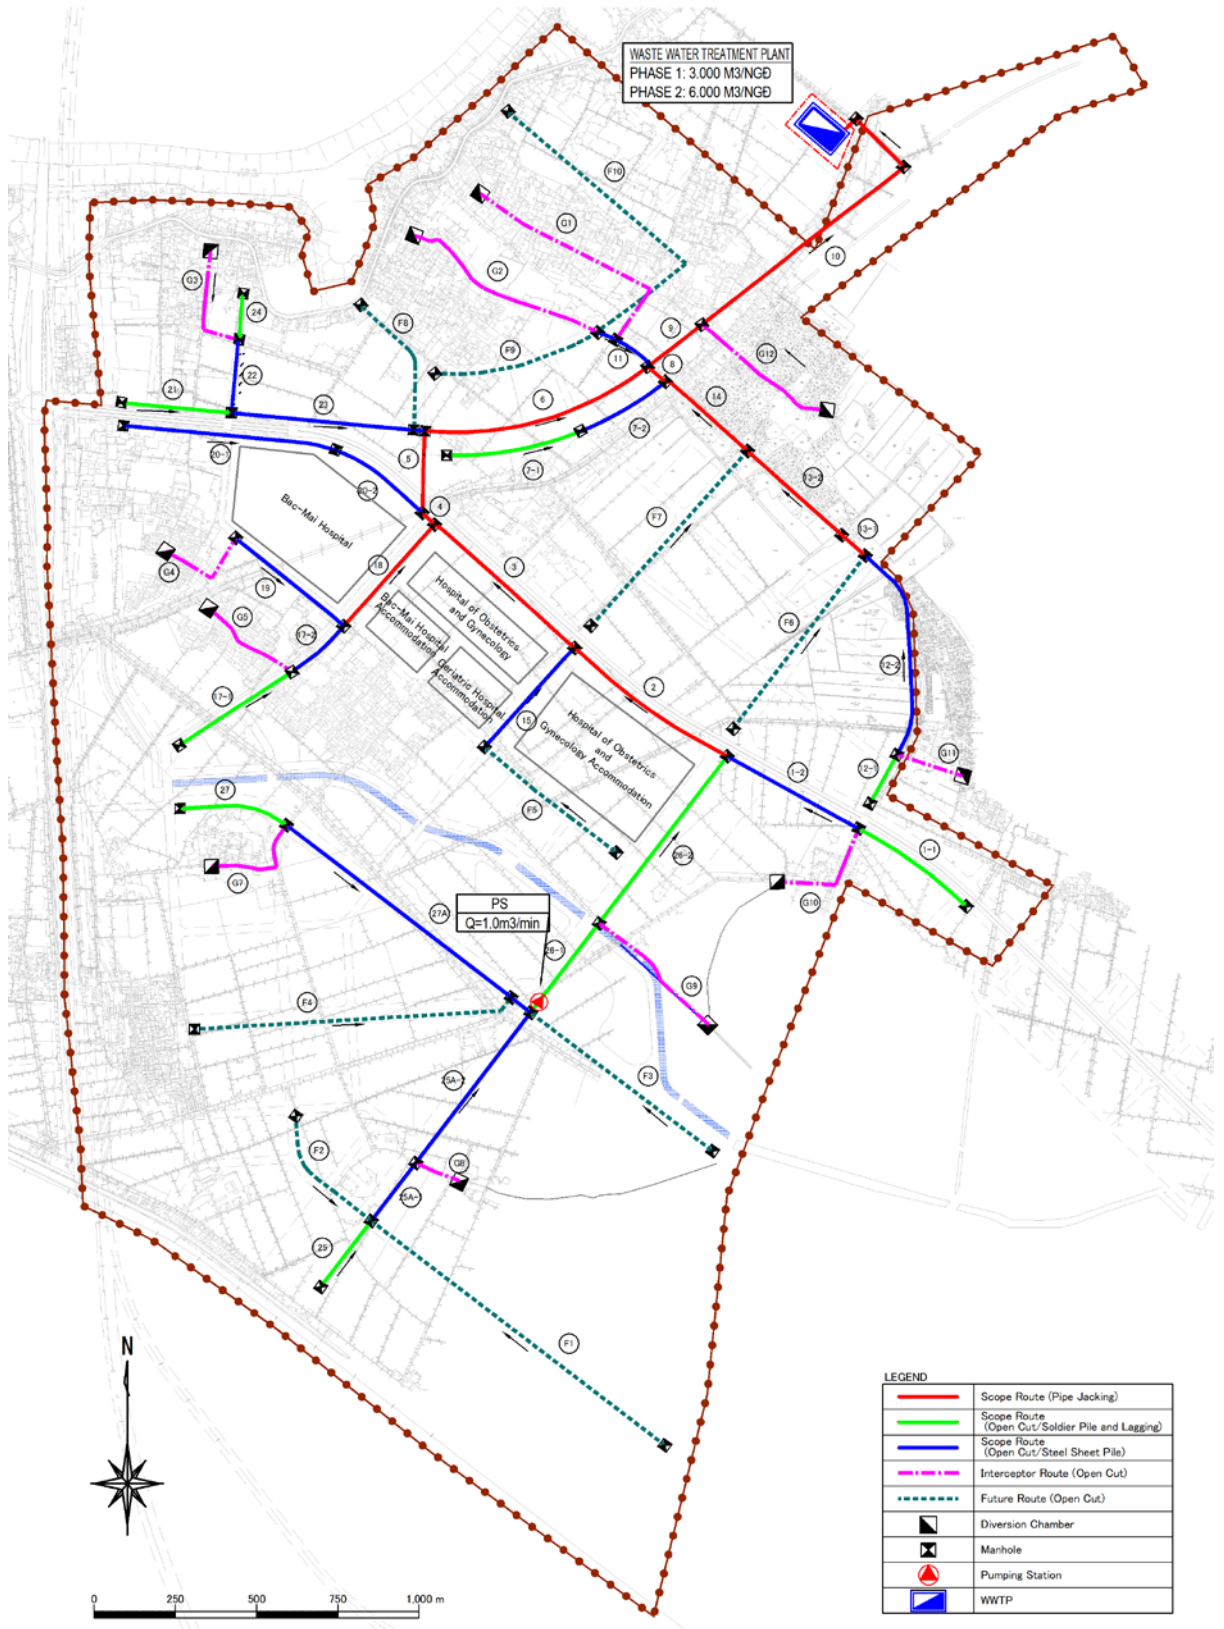 WASTE WATER TREATMENT PLANT
PHASE 1: 3.000 M3/NGĐ
PHASE 2: 6.000 M3/NGĐ
F10
G1
G2
G3
10
24
F8
9
G12
F9
11
8
22
21
23
6
14
7-2
5
7-1
20-1
20-2
13-2
4
F7
13-1
Bac-Mai Hospital
18
3
G4
19
Hospital of Obstetrics
and Gynecology
Bac-Mai Hospital
Accommodation
G5
17-2
F6
12-2
Geriatric Hospital
Accommodation
17-1
2
15
Hospital of Obstetrics
and
Gynecology Accommodation
1-2
G11
12-1
27
F5
26-2
1-1
G7
G10
PS
Q=1.0m3/min
27A
26-1
G9
F4
F3
25A-2
F2
G8
25A-
25
F1
N
0 250 500 750 1,000 m
LEGEND
Scope Route (Pipe Jacking)
Scope Route
(Open Cut/Soldier Pile and Lagging)
Scope Route
(Open Cut/Steel Sheet Pile)
Interceptor Route (Open Cut)
Future Route (Open Cut)
Diversion Chamber
Manhole
Pumping Station
WWTP